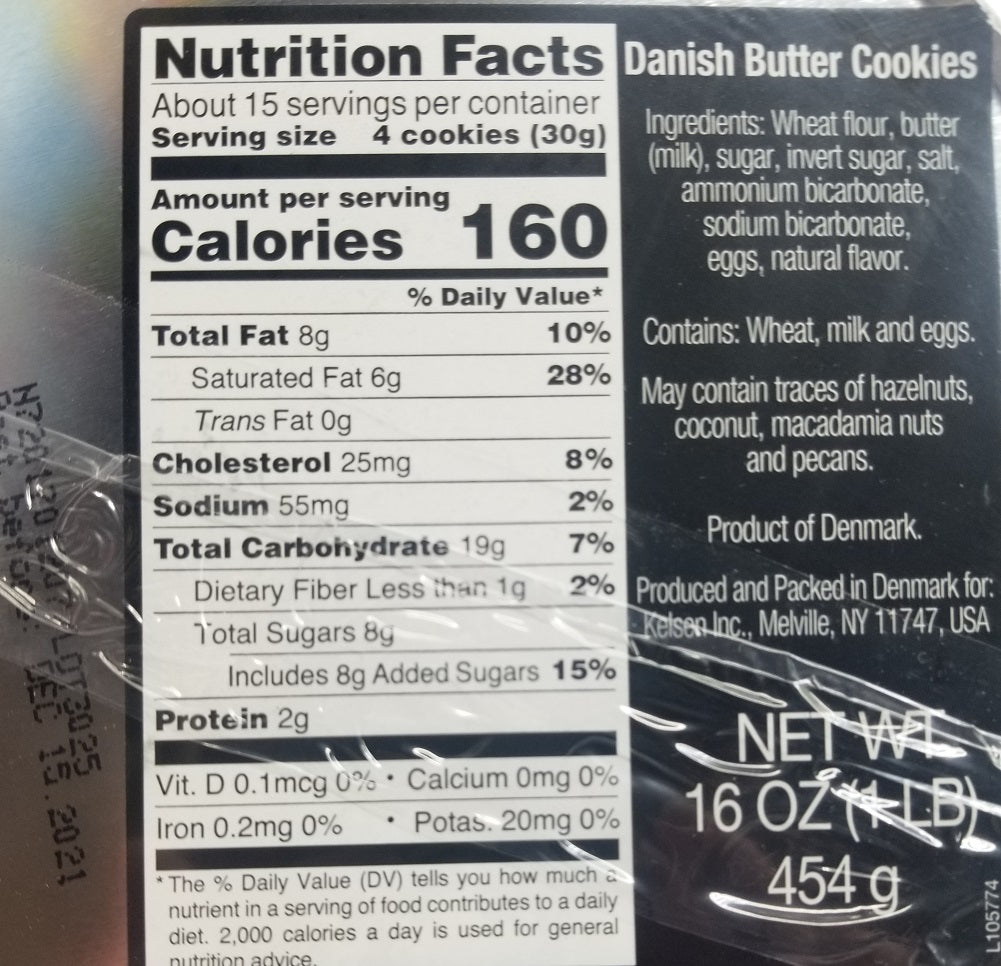 Nutrition Facts
About 15 servings per container
Serving size 4 cookies (30g)
Amount per serving
Calories 160
% Daily Value*
Total Fat 8g 10%
Saturated Fat 6g 28%
Trans Fat 0g
Cholesterol 25mg 8%
Sodium 55mg 2%
Total Carbohydrate 19g 7%
Dietary Fiber Less than 1g 2%
Total Sugars 8g
Includes 8g Added Sugars 15%
Protein 2g
Vit. D 0.1mcg 0% • Calcium 0mg 0%
Iron 0.2mg 0% • Potas. 20mg 0%
* The % Daily Value (DV) tells you how much a
nutrient in a serving of food contributes to a daily
diet. 2,000 calories a day is used for general
nutrition advice.
Danish Butter Cookies
Ingredients: Wheat flour, butter
(milk), sugar, invert sugar, salt,
ammonium bicarbonate,
sodium bicarbonate,
eggs, natural flavor.
Contains: Wheat, milk and eggs.
May contain traces of hazelnuts,
coconut, macadamia nuts
and pecans.
Product of Denmark.
Produced and Packed in Denmark for:
Kelsen Inc., Melville, NY 11747, USA
NET WT.
16 OZ (1 LB)
454 g
L105774
LOT3025
DEC 15.2021